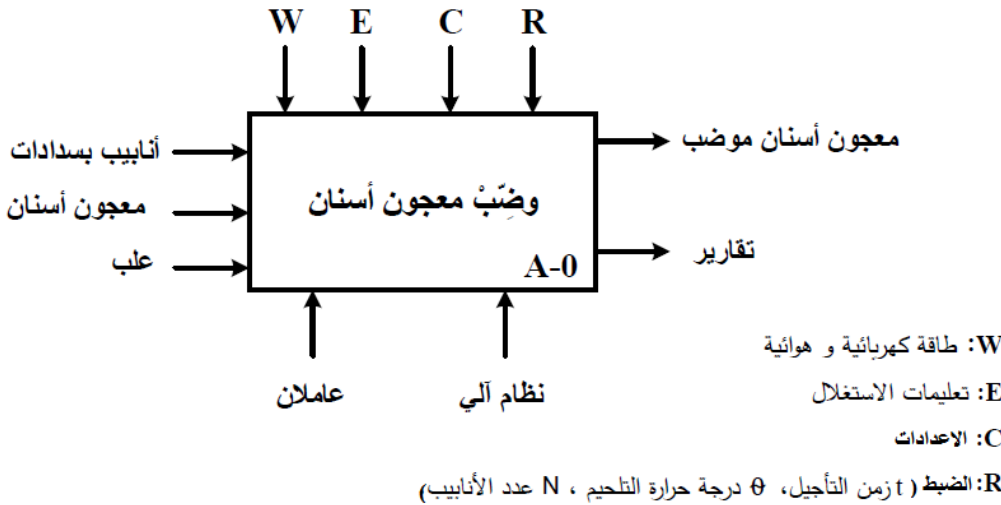 W E C R
أنابيب بسدادات
معجون أسنان موضب
معجون أسنان
وضِّبْ معجون أسنان
علب
تقارير
A-0
عاملان
نظام آلي
W: طاقة كهربائية و هوائية
E: تعليمات الاستغلال
C: الاعدادات
R: الضبط (t زمن التأجيل، θ درجة حرارة التلحيم ، N عدد الأنابيب)